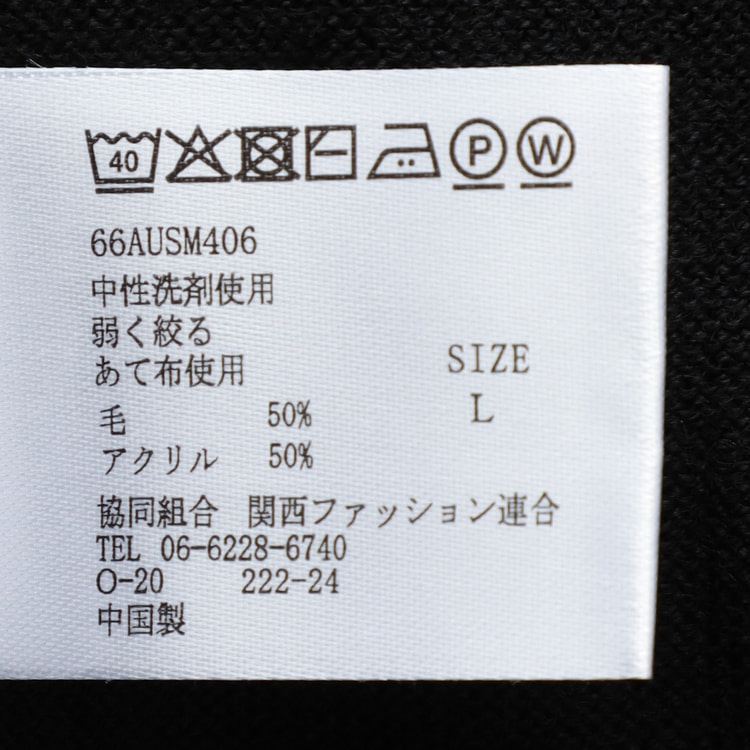 40 P W
66AUSM406
中性洗剤使用
弱く絞る
あて布使用
SIZE
L
毛 50%
アクリル 50%
協同組合 関西ファッション連合
TEL 06-6228-6740
O-20 222-24
中国製